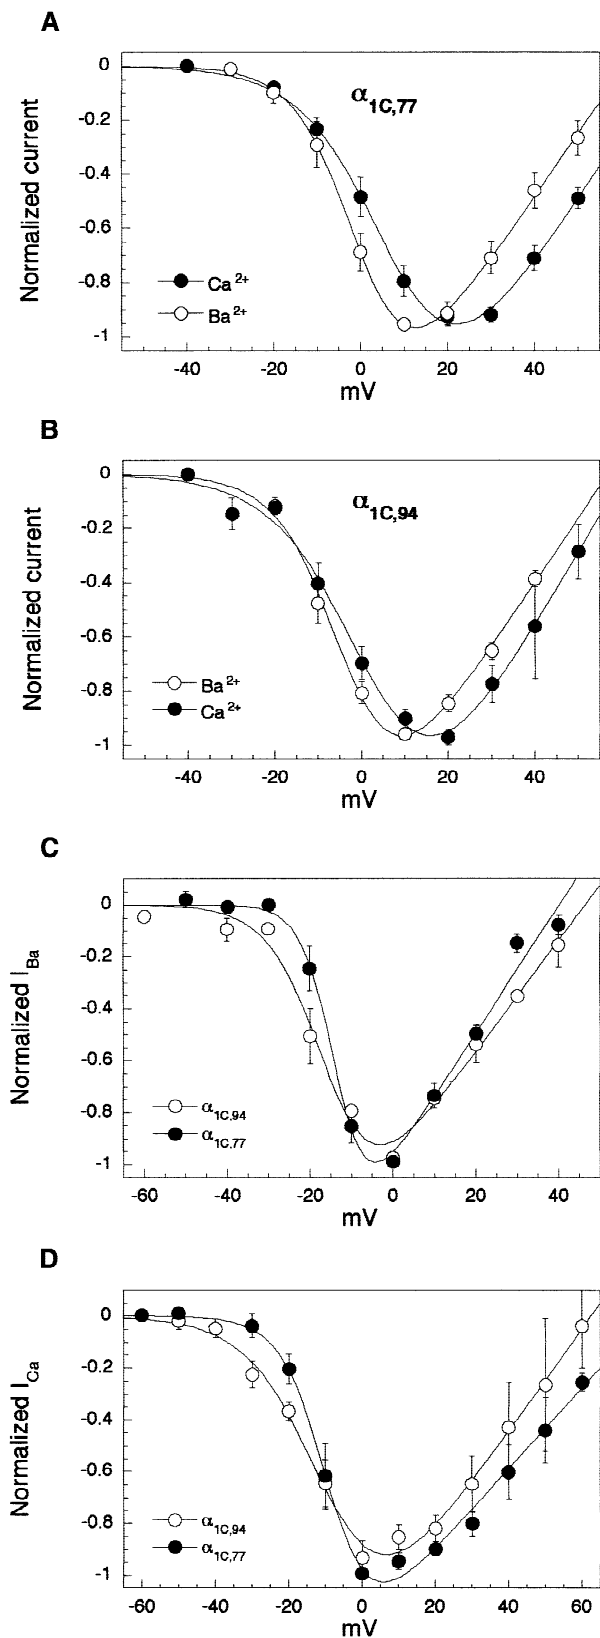 A
0
-0.2
-0.4
-0.6
-0.8
-1
Normalized current
α1C,77
Ca2+
Ba2+
-40 -20 0 20 40
mV
B
0
-0.2
-0.4
-0.6
-0.8
-1
Normalized current
α1C,94
Ba2+
Ca2+
-40 -20 0 20 40
mV
C
0
-0.2
-0.4
-0.6
-0.8
-1
Normalized IBa
α1C,94
α1C,77
-60 -40 -20 0 20 40
mV
D
0
-0.2
-0.4
-0.6
-0.8
-1
Normalized ICa
α1C,94
α1C,77
-60 -40 -20 0 20 40 60
mV